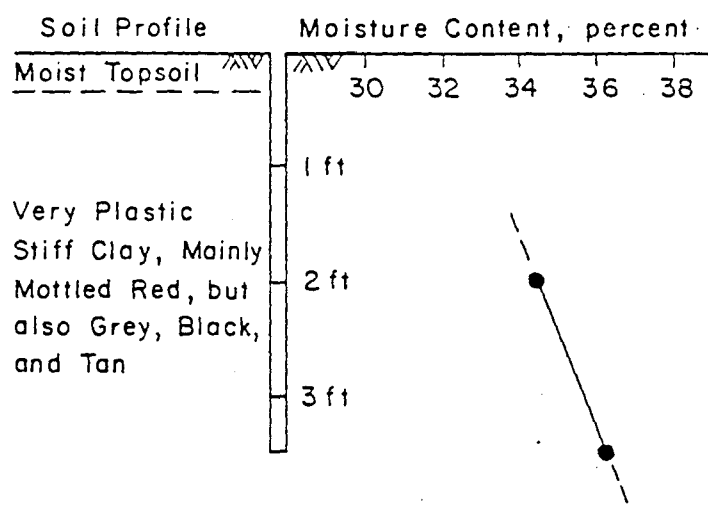 Soil Profile
Moisture Content, percent
Moist Topsoil
30 32 34 36 38
1 ft
Very Plastic
Stiff Clay, Mainly
Mottled Red, but
also Grey, Black,
and Tan
2 ft
3 ft